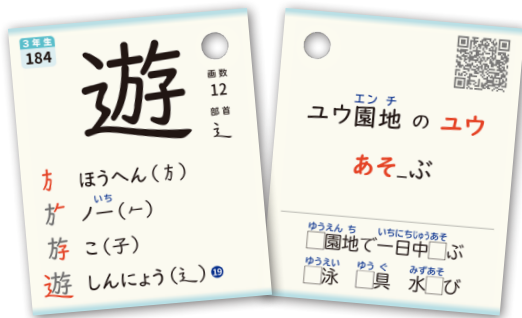 3年生
184
遊
画数
12
部首
⻌
方 ほうへん(方)
いち
ノ一(𠂉)
游 こ(子)
遊 しんにょう(⻌)19
エンチ
ユウ園地 の ユウ
あそ_ぶ
ゆうえんち いちにちじゅうあそ
□園地で一日中□ぶ
ゆうえい ゆうぐ みずあそ
□泳 □具 水□び